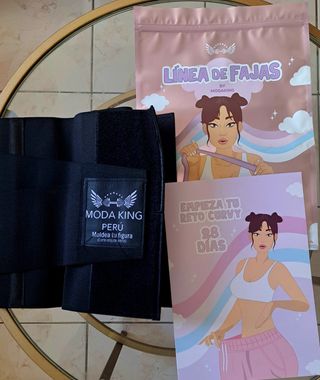 LÍNEA DE FAJAS
BY
MODAKING
MODA KING
PERÚ
Moldea tu figura
EMPIEZA TU
RETO CURVY
28
DÍAS